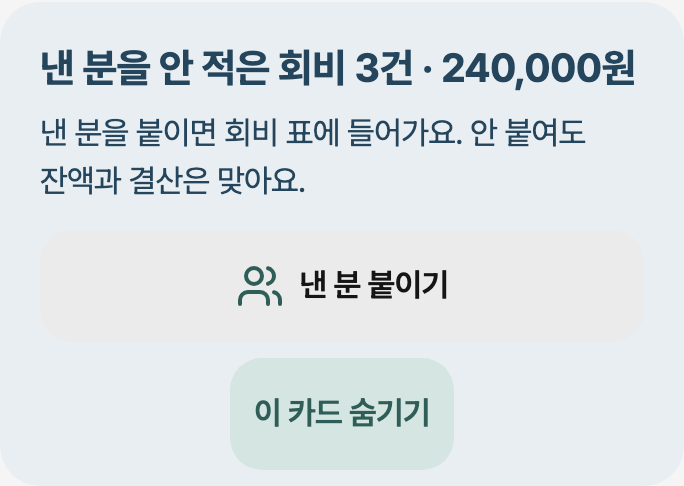 낸 분을 안 적은 회비 3건 · 240,000원
낸 분을 붙이면 회비 표에 들어가요. 안 붙여도
잔액과 결산은 맞아요.
낸 분 붙이기
이 카드 숨기기